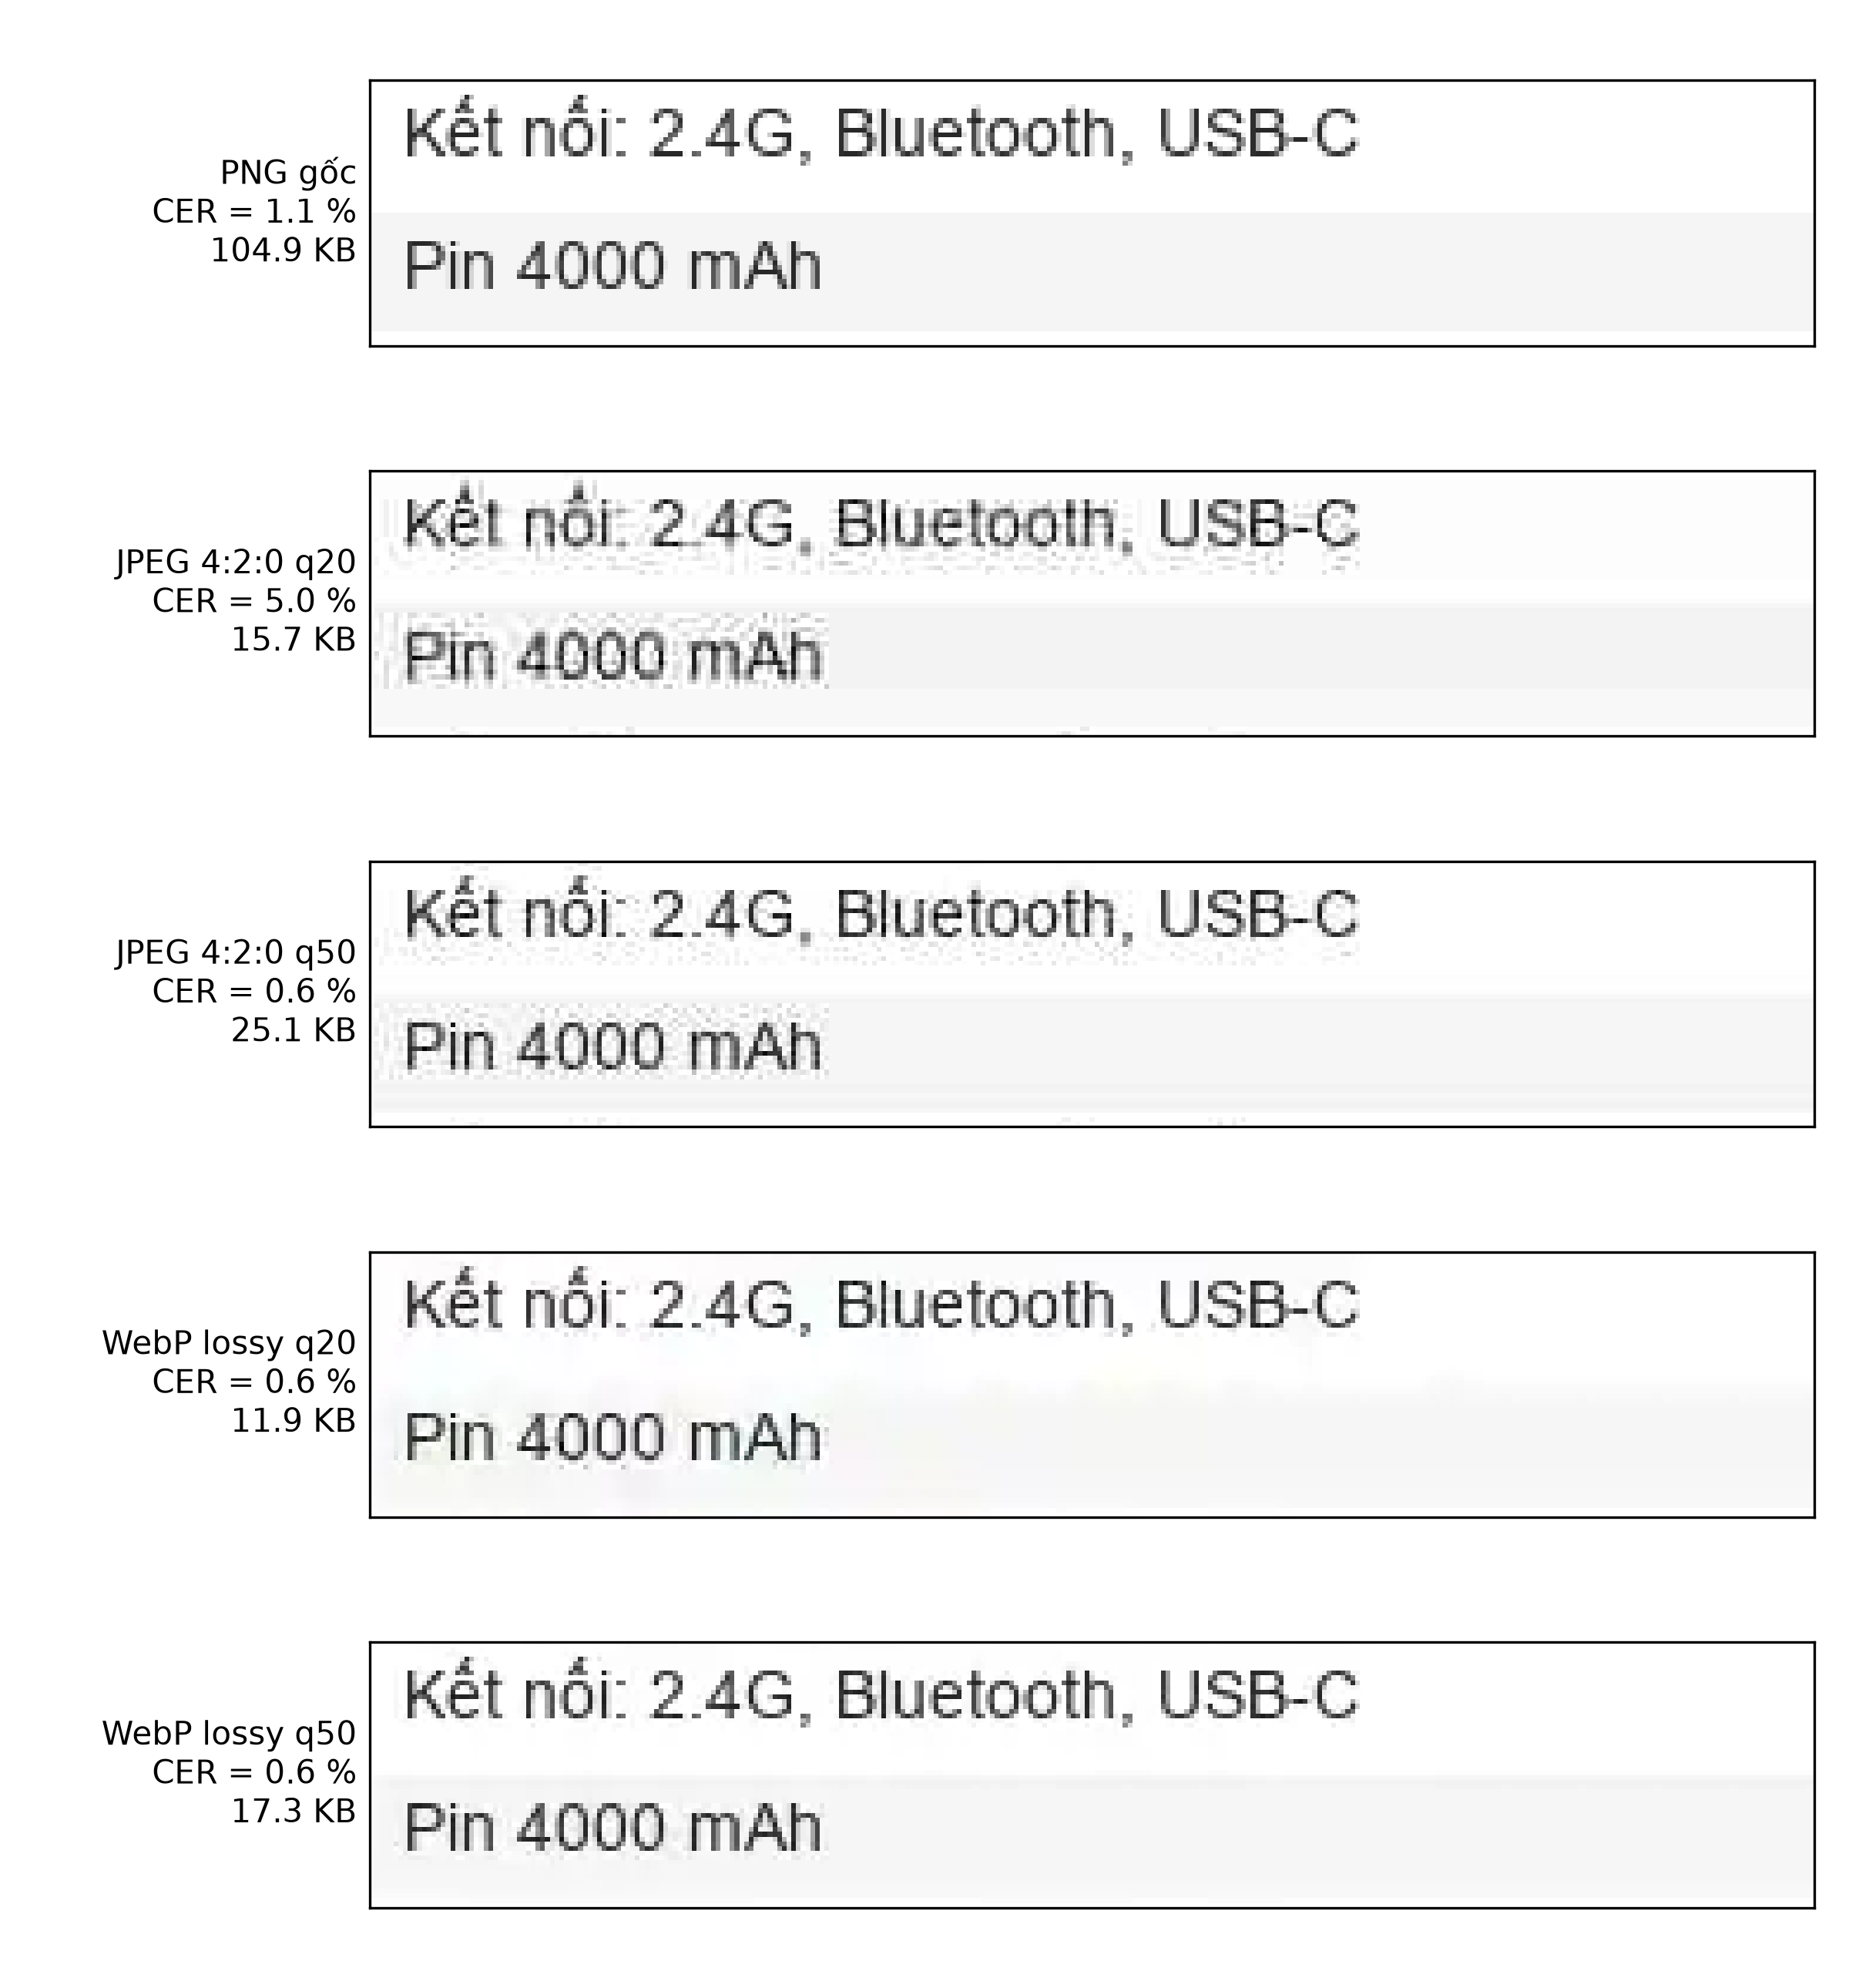 PNG gốc
CER = 1.1 %
104.9 KB
Kết nối: 2.4G, Bluetooth, USB-C
Pin 4000 mAh
JPEG 4:2:0 q20
CER = 5.0 %
15.7 KB
Kết nối: 2.4G, Bluetooth, USB-C
Pin 4000 mAh
JPEG 4:2:0 q50
CER = 0.6 %
25.1 KB
Kết nối: 2.4G, Bluetooth, USB-C
Pin 4000 mAh
WebP lossy q20
CER = 0.6 %
11.9 KB
Kết nối: 2.4G, Bluetooth, USB-C
Pin 4000 mAh
WebP lossy q50
CER = 0.6 %
17.3 KB
Kết nối: 2.4G, Bluetooth, USB-C
Pin 4000 mAh